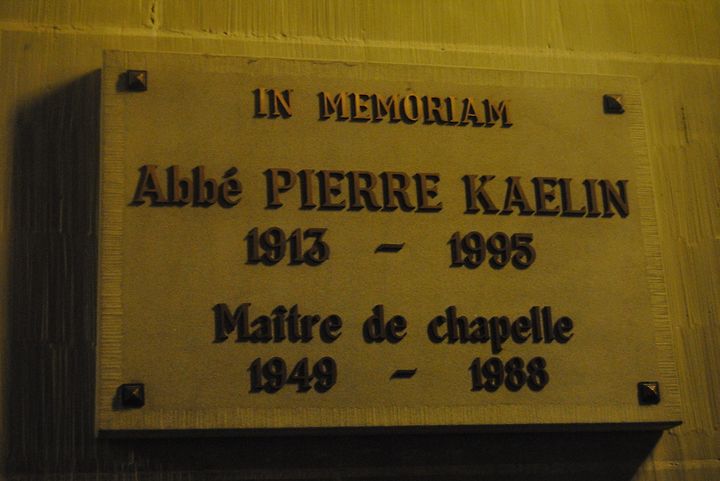 IN MEMORIAM
Abbé PIERRE KAELIN
1913 - 1995
Maître de chapelle
1949 - 1988